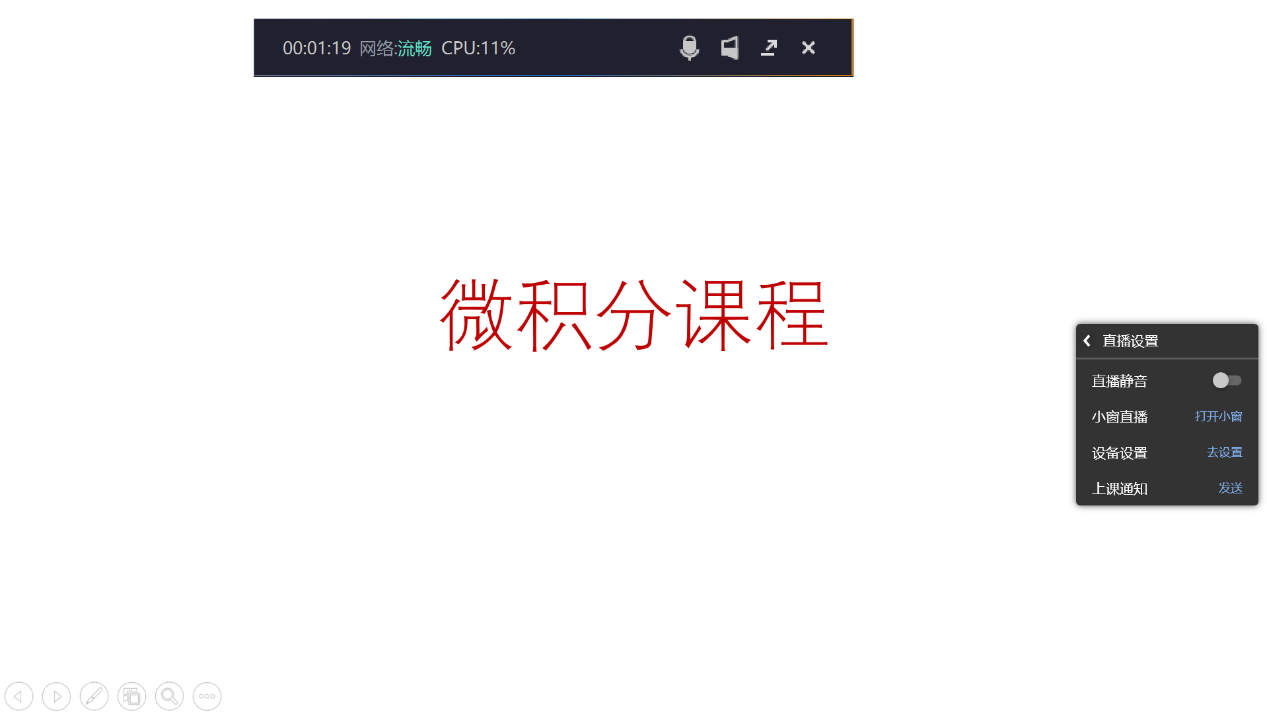 00:01:19 网络:流畅 CPU:11%
微积分课程
直播设置
直播静音
小窗直播 打开小窗
设备设置 去设置
上课通知 发送